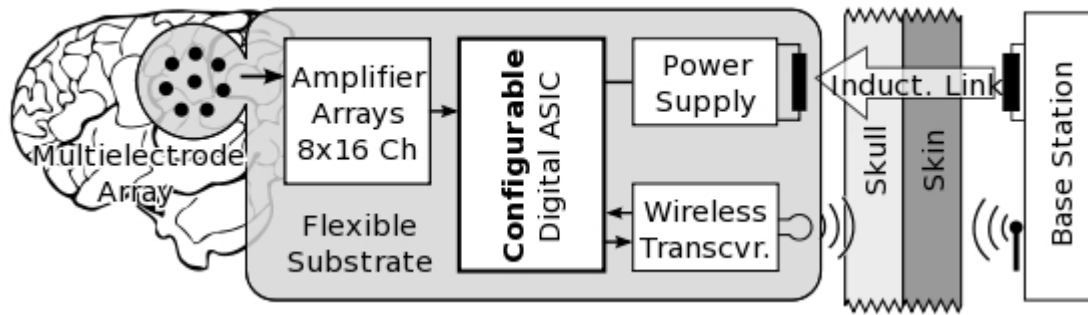 Multielectrode
Array
Amplifier
Arrays
8x16 Ch
Flexible
Substrate
Configurable
Digital ASIC
Power
Supply
Wireless
Transcvr.
Induct. Link
Skull
Skin
Base Station